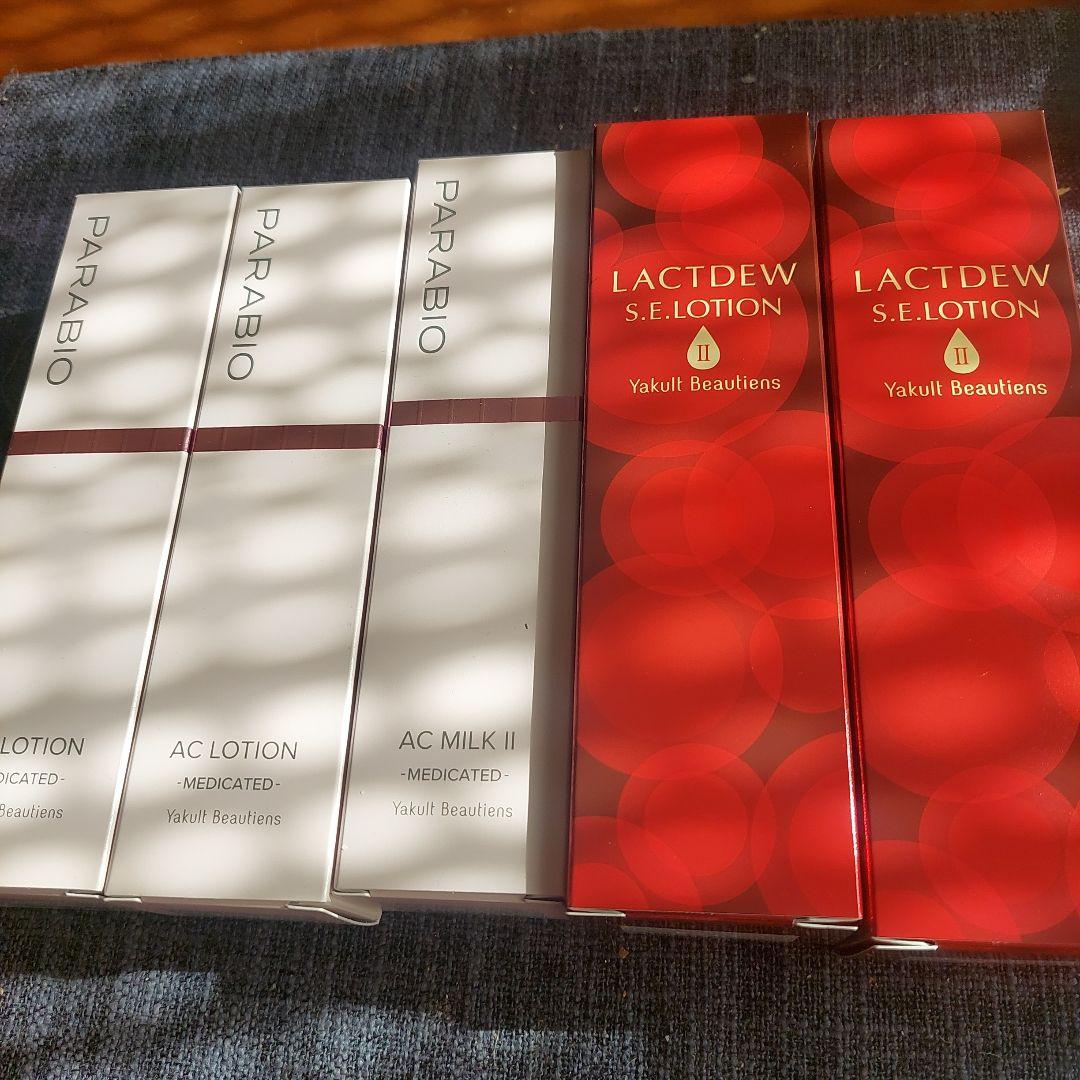 PARABIO
LOTION
DICATED-
Beautiens
PARABIO
AC LOTION
-MEDICATED-
Yakult Beautiens
PARABIO
AC MILK II
-MEDICATED-
Yakult Beautiens
LACTDEW
S.E.LOTION
II
Yakult Beautiens
LACTDEW
S.E.LOTION
II
Yakult Beautiens